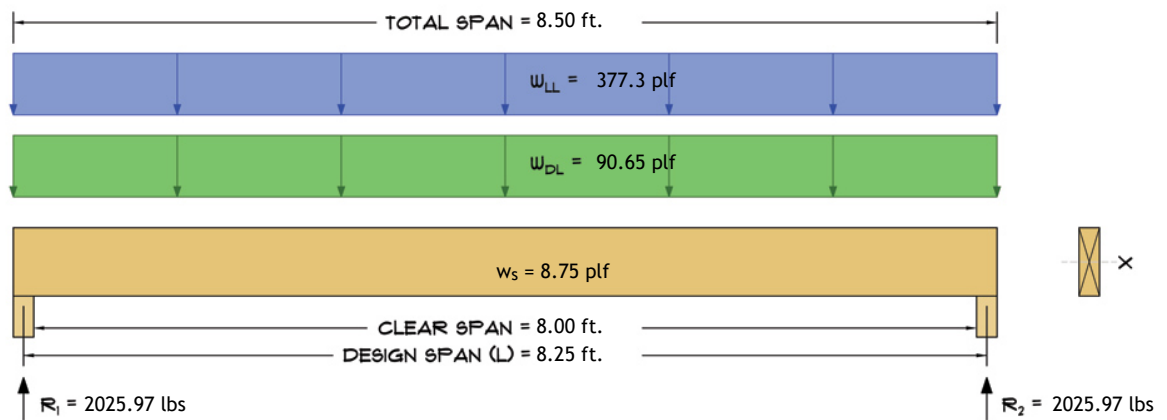 TOTAL SPAN = 8.50 ft.
WLL = 377.3 plf
WDL = 90.65 plf
ws = 8.75 plf
X
CLEAR SPAN = 8.00 ft.
DESIGN SPAN (L) = 8.25 ft.
R1 = 2025.97 lbs
R2 = 2025.97 lbs